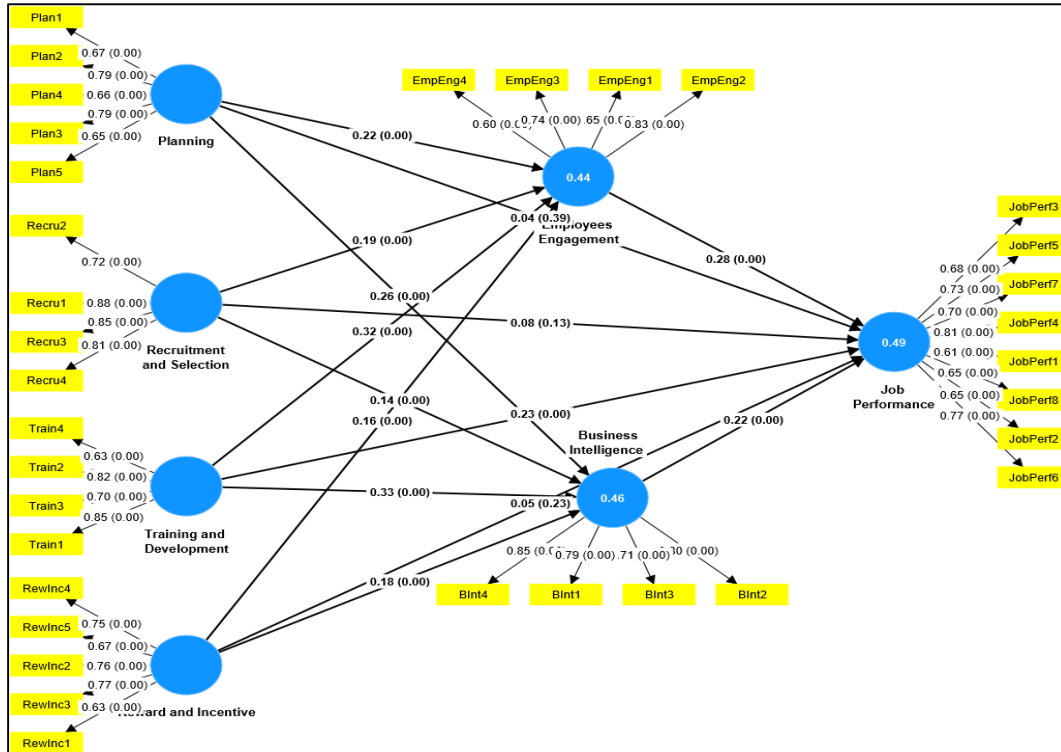 Plan1
0.67 (0.00)
Plan2
0.79 (0.00)
Plan4
0.66 (0.00)
Plan3
0.79 (0.00)
0.65 (0.00)
Plan5
Planning
Recru2
0.72 (0.00)
Recru1
0.88 (0.00)
Recru3
0.85 (0.00)
0.81 (0.00)
Recru4
Recruitment
and Selection
Train4
0.63 (0.00)
Train2
0.82 (0.00)
Train3
0.70 (0.00)
0.85 (0.00)
Train1
Training and
Development
RewInc4
0.75 (0.00)
RewInc5
0.67 (0.00)
RewInc2
0.76 (0.00)
RewInc3
0.77 (0.00)
0.63 (0.00)
RewInc1
and Incentive
0.22 (0.00)
0.04 (0.39)
0.19 (0.00)
0.26 (0.00)
0.32 (0.00)
0.08 (0.13)
0.14 (0.00)
0.16 (0.00)
0.23 (0.00)
0.33 (0.00)
0.05 (0.23)
0.18 (0.00)
EmpEng4
EmpEng3
EmpEng1
EmpEng2
0.60
0.74 (0.00)
0.83 (0.00)
0.44
Employees
Engagement
0.28 (0.00)
0.22 (0.00)
Business
Intelligence
0.46
0.85
0.79 (0.00)
(0.00)
(0.00)
BInt4
BInt1
BInt3
BInt2
0.49
Job
Performance
JobPerf3
0.68 (0.00)
JobPerf5
0.73 (0.00)
JobPerf7
0.70 (0.00)
JobPerf4
0.81 (0.00)
0.61 (0.00)
JobPerf1
0.65 (0.00)
JobPerf8
0.65 (0.00)
0.77 (0.00)
JobPerf2
JobPerf6